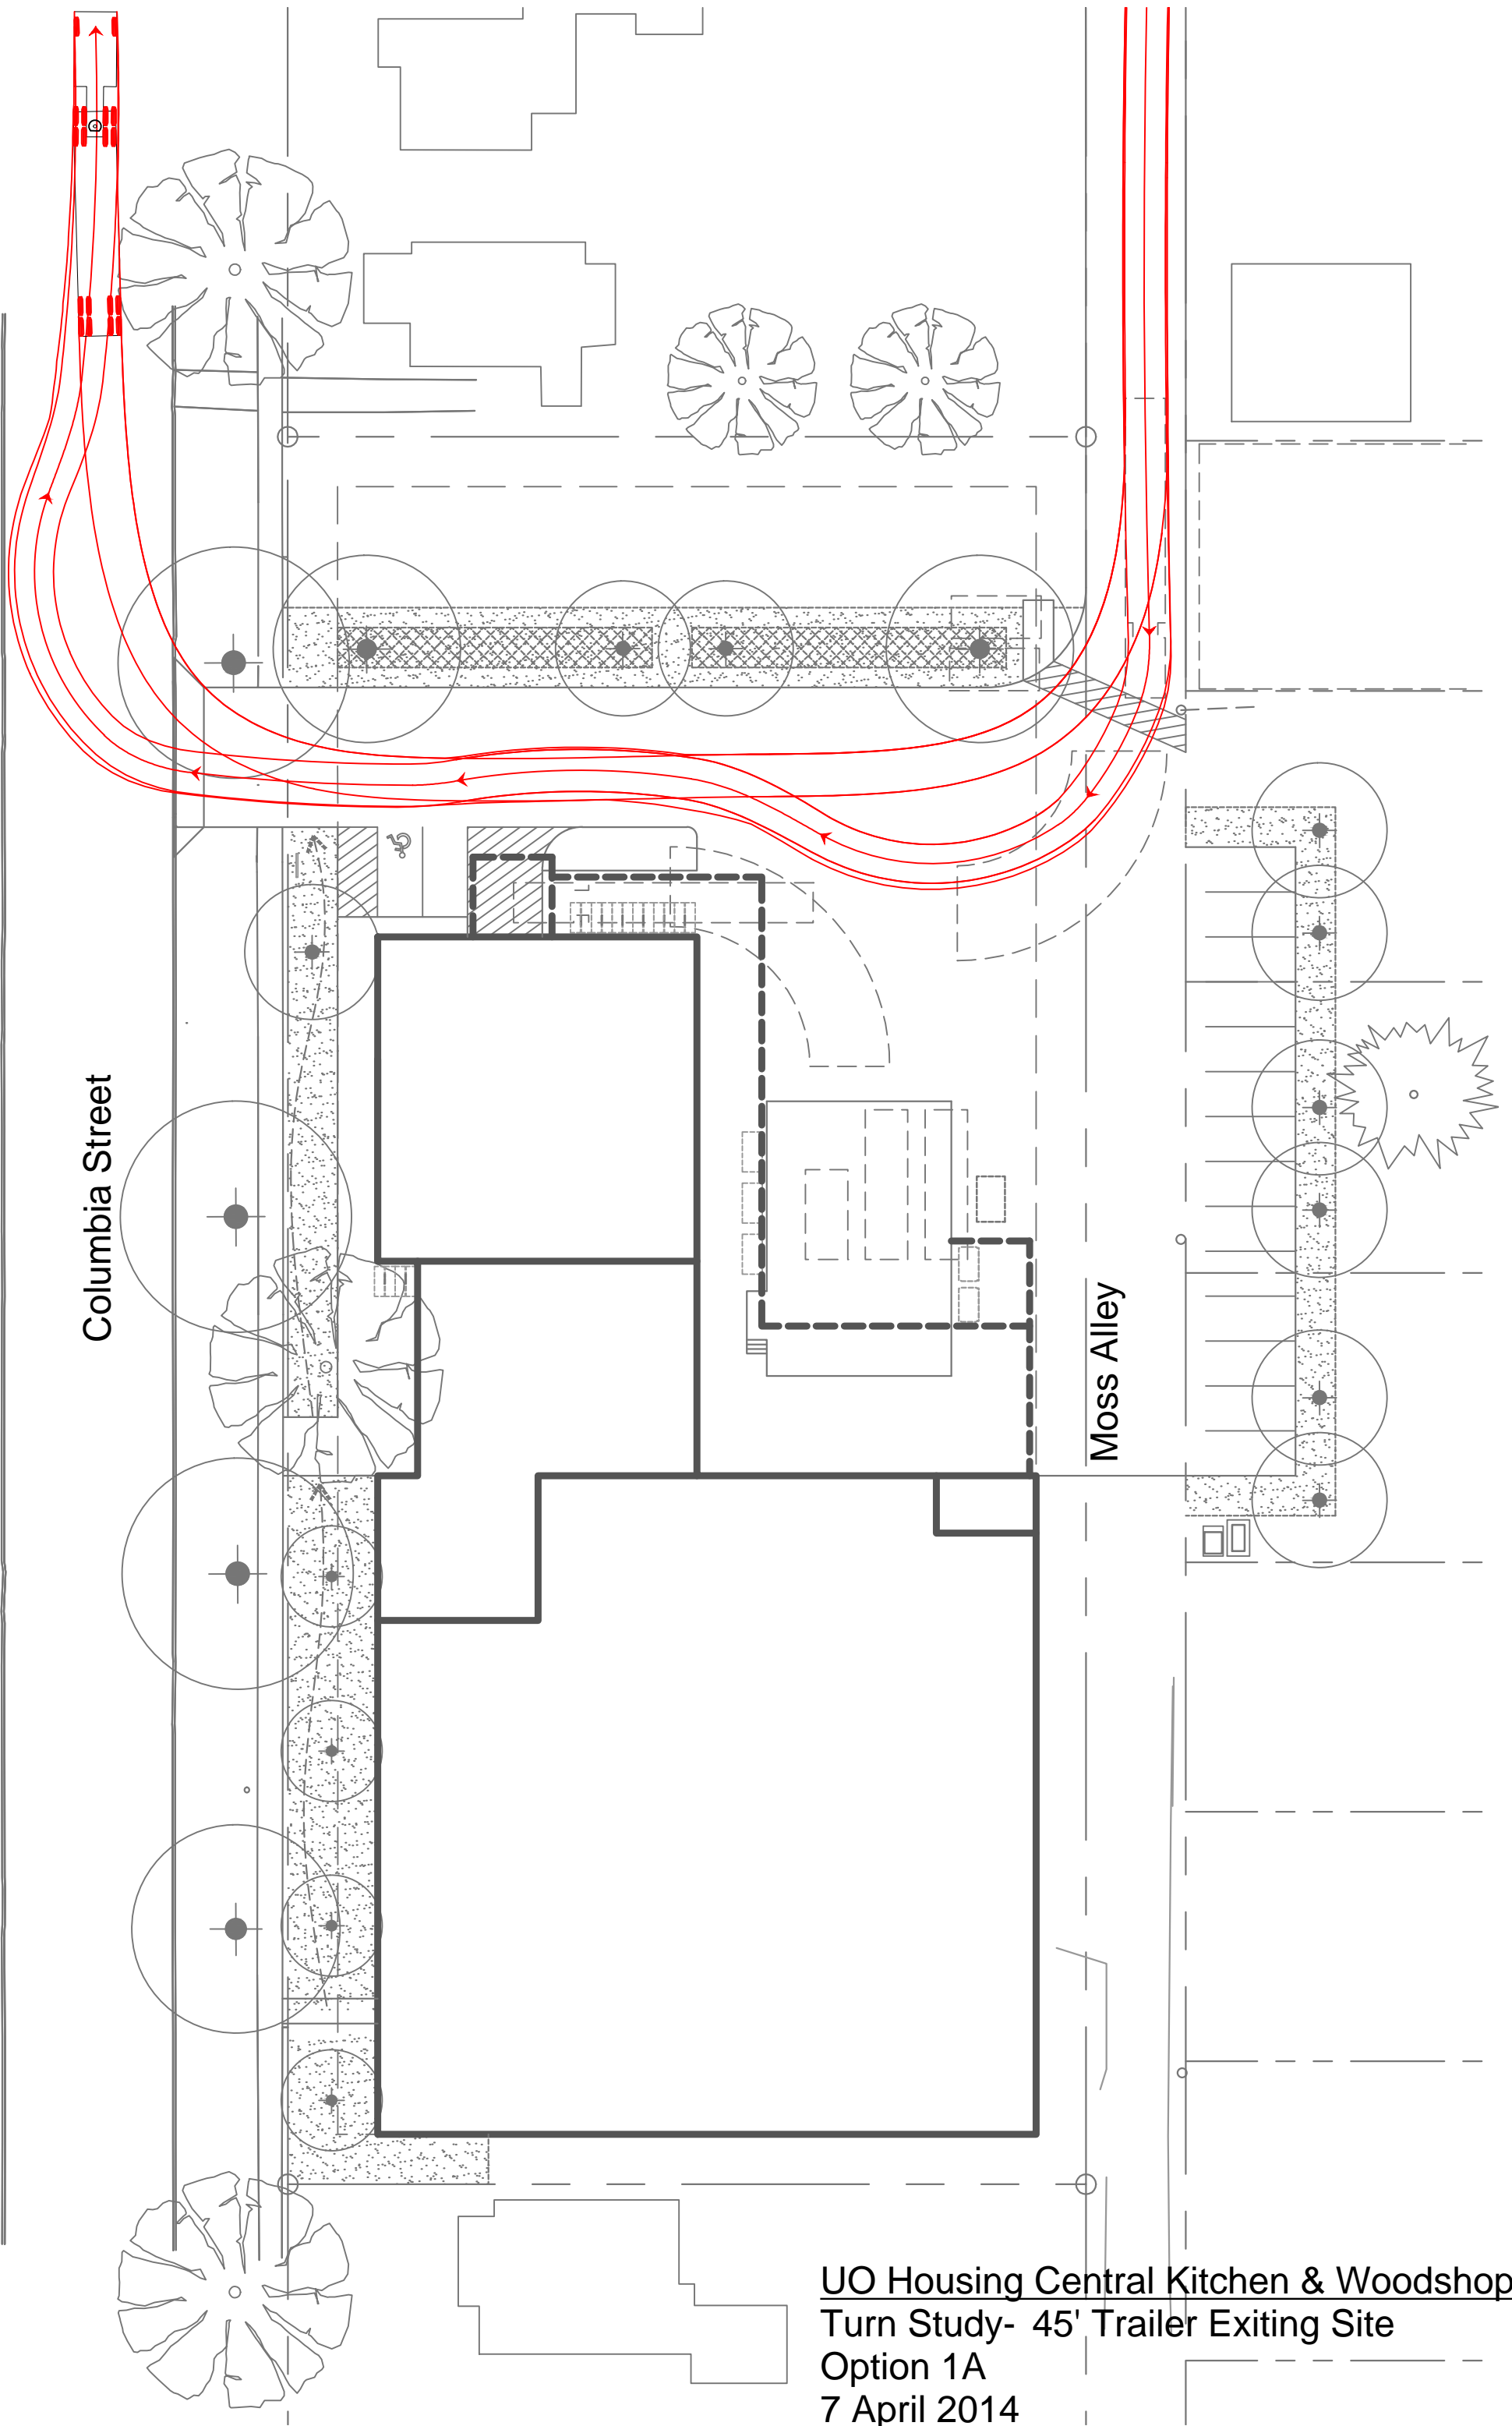 Columbia Street
Moss Alley
UO Housing Central Kitchen & Woodshop
Turn Study- 45' Trailer Exiting Site
Option 1A
7 April 2014